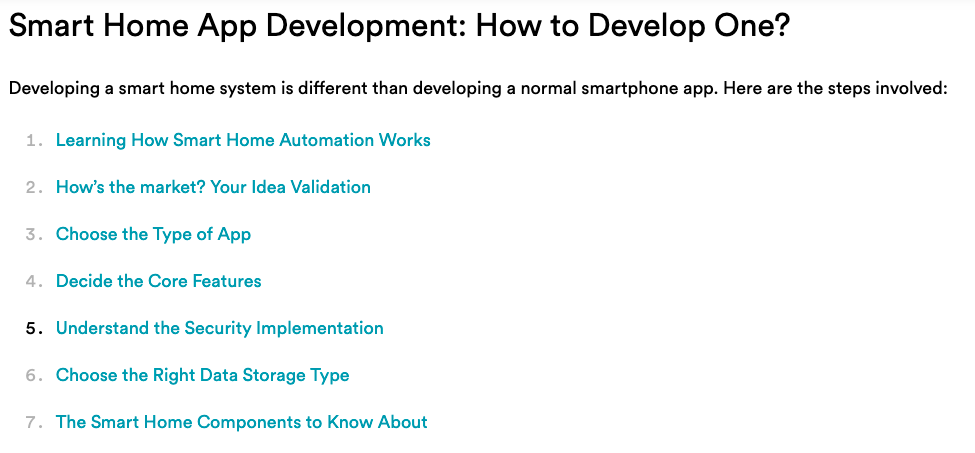 Smart Home App Development: How to Develop One?
Developing a smart home system is different than developing a normal smartphone app. Here are the steps involved:
1. Learning How Smart Home Automation Works
2. How’s the market? Your Idea Validation
3. Choose the Type of App
4. Decide the Core Features
5. Understand the Security Implementation
6. Choose the Right Data Storage Type
7. The Smart Home Components to Know About